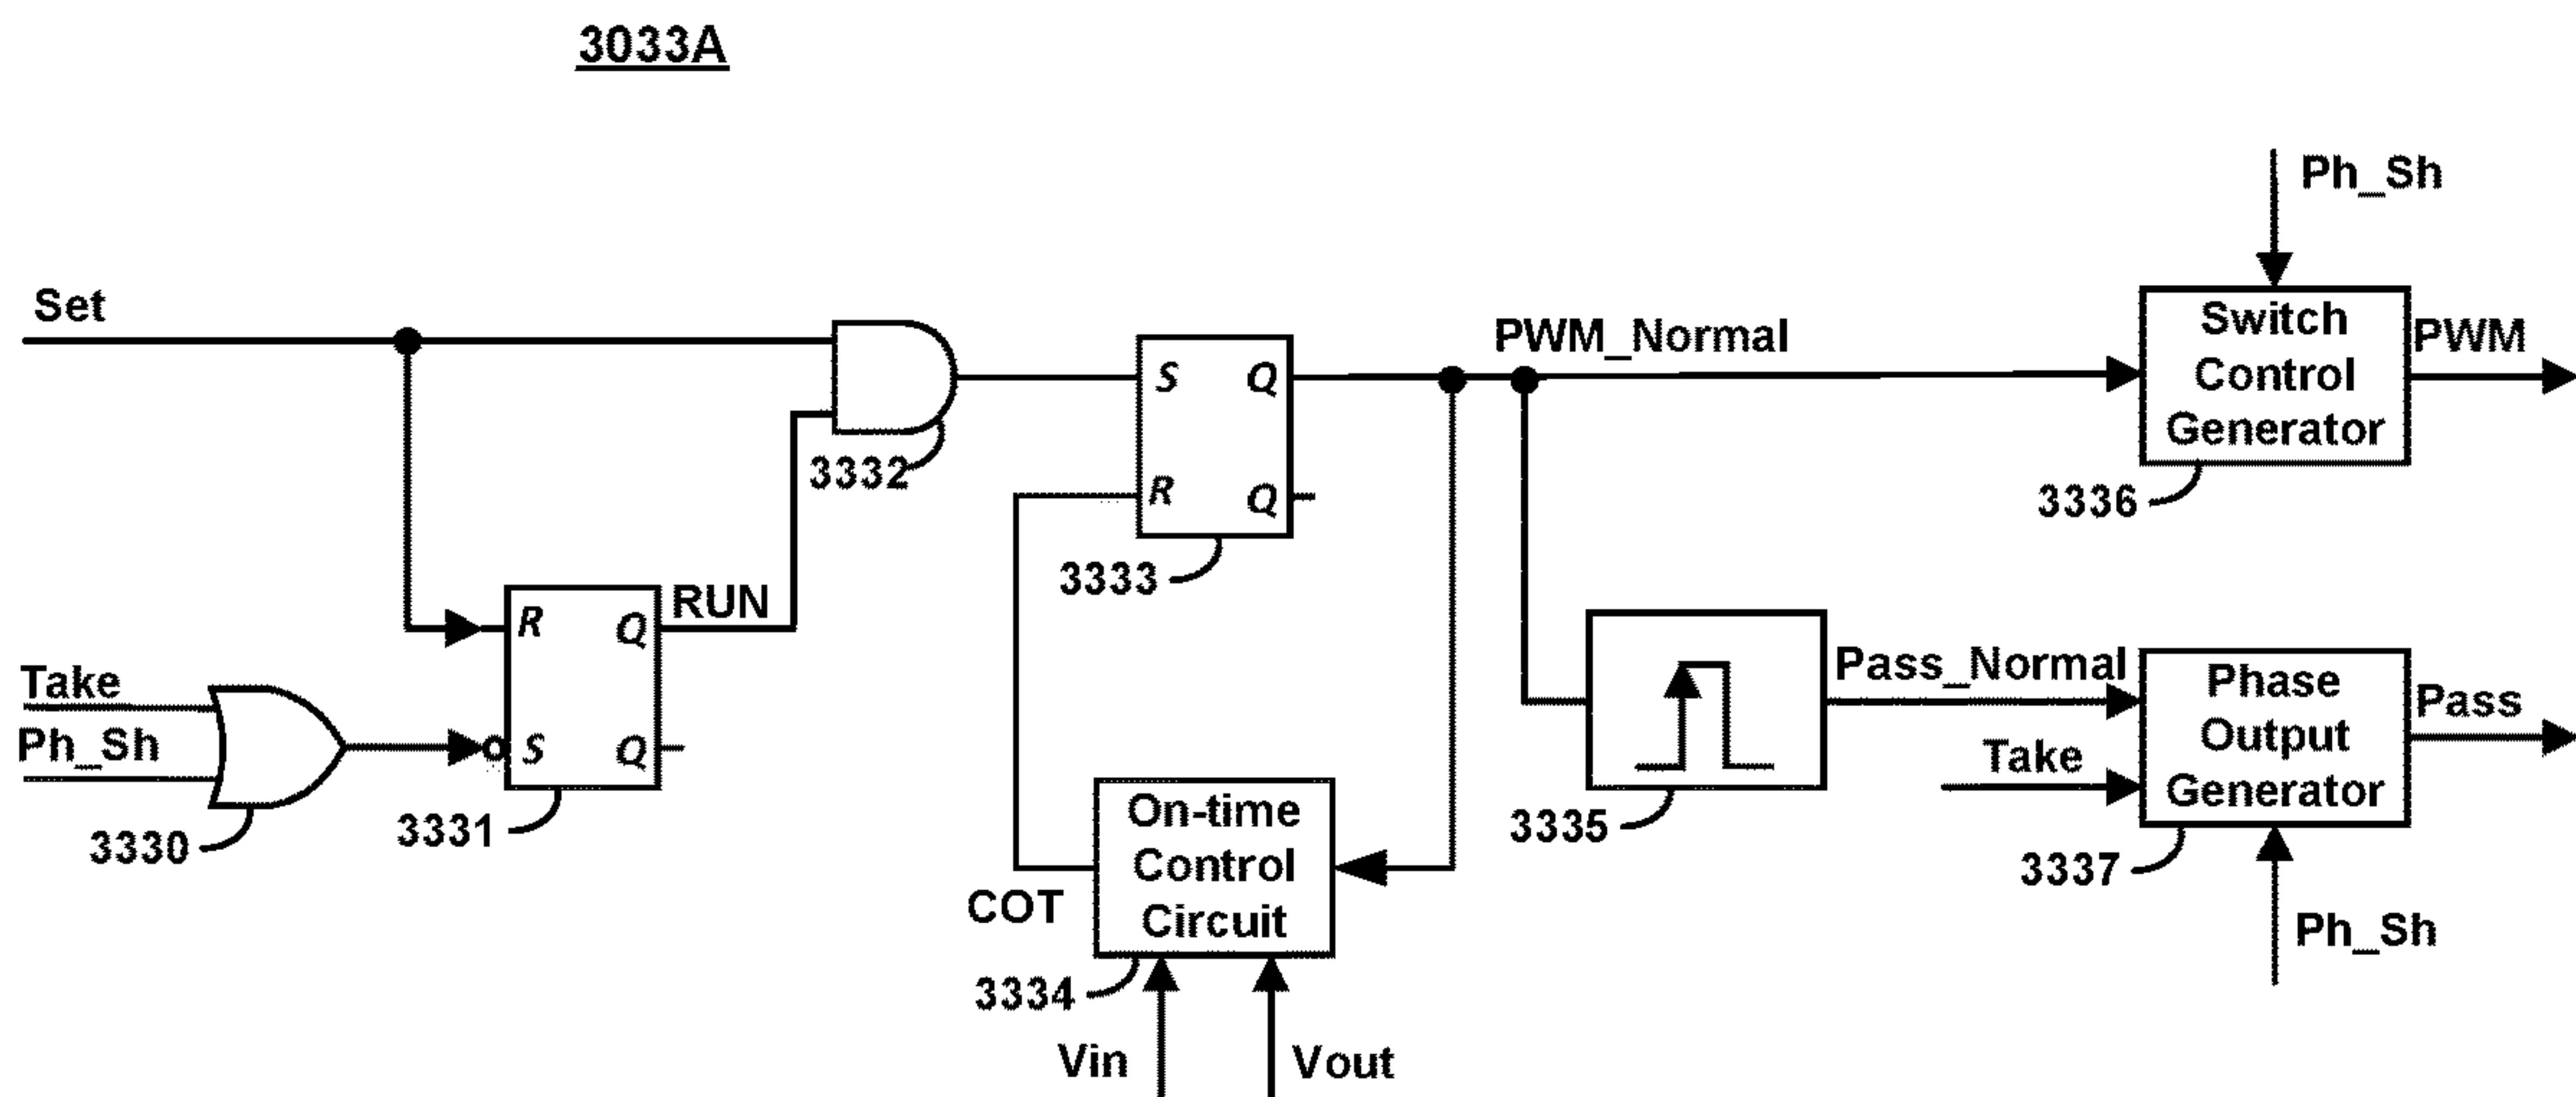 3033A
Ph_Sh
Set
PWM_Normal
Switch
Control
Generator
PWM
S
Q
3332
R
Q
3336
3333
RUN
R
Q
Take
Ph_Sh
S
Q
3330
3331
Pass_Normal
Take
Phase
Output
Generator
Pass
3335
3337
On-time
Control
Circuit
COT
3334
Ph_Sh
Vin
Vout